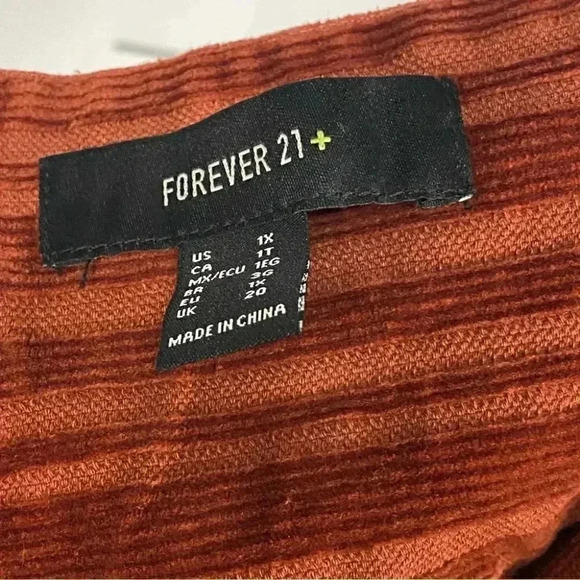 FOREVER 21+
US 1X
CA 1T
MX/ECU 1EG
BR 3G
EU 1X
UK 20
MADE IN CHINA